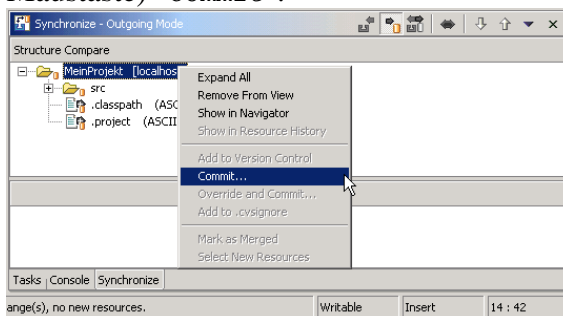 Synchronize - Outgoing Mode
Structure Compare
MeinProjekt [localhos
src
.classpath (ASC
.project (ASCII
Expand All
Remove From View
Show in Navigator
Show in Resource History
Add to Version Control
Commit...
Override and Commit...
Add to .cvsignore
Mark as Merged
Select New Resources
Tasks Console Synchronize
ange(s), no new resources. Writable Insert 14 : 42